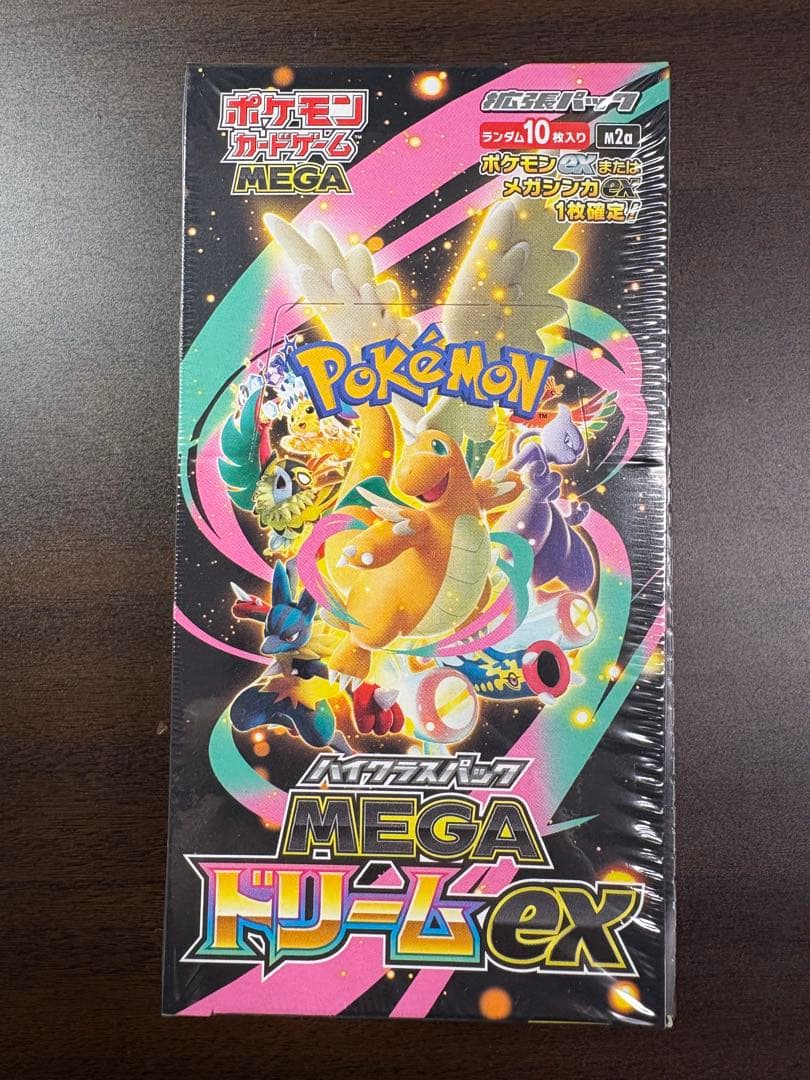 ポケモン
カードゲーム
MEGA
拡張パック
ランダム10枚入り
M2a
ポケモンexまたは
メガシンカex
1枚確定!
POKéMON
TM
ハイクラスパック
MEGA
ドリームex